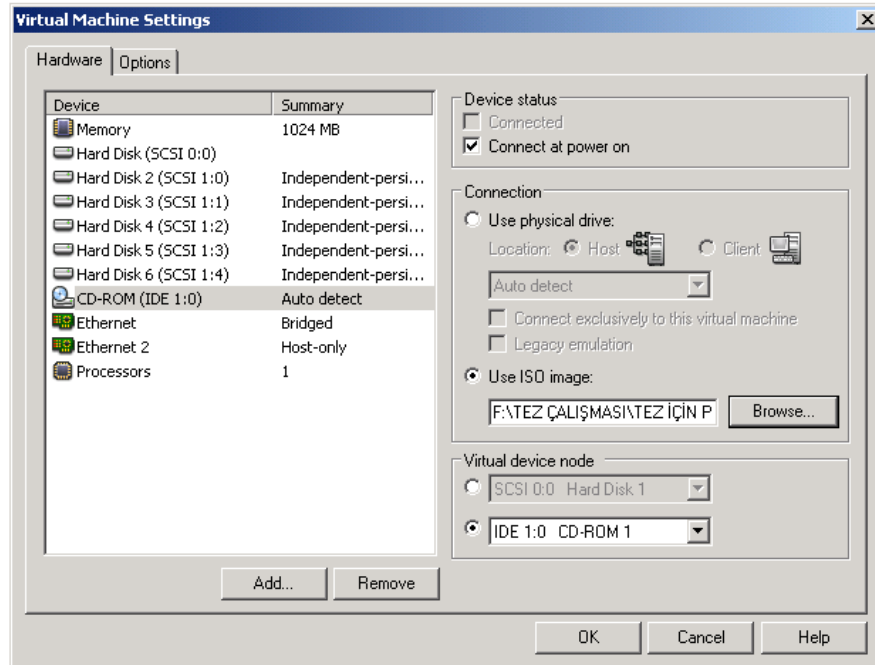 Virtual Machine Settings
Hardware
Options
Device Summary
Memory 1024 MB
Hard Disk (SCSI 0:0)
Hard Disk 2 (SCSI 1:0) Independent-persi...
Hard Disk 3 (SCSI 1:1) Independent-persi...
Hard Disk 4 (SCSI 1:2) Independent-persi...
Hard Disk 5 (SCSI 1:3) Independent-persi...
Hard Disk 6 (SCSI 1:4) Independent-persi...
CD-ROM (IDE 1:0) Auto detect
Ethernet Bridged
Ethernet 2 Host-only
Processors 1
Add... Remove
Device status
Connected
Connect at power on
Connection
Use physical drive:
Location: Host Client
Auto detect
Connect exclusively to this virtual machine
Legacy emulation
Use ISO image:
F:\TEZ ÇALIŞMASI\TEZ İÇİN P Browse...
Virtual device node
SCSI 0:0 Hard Disk 1
IDE 1:0 CD-ROM 1
OK Cancel Help